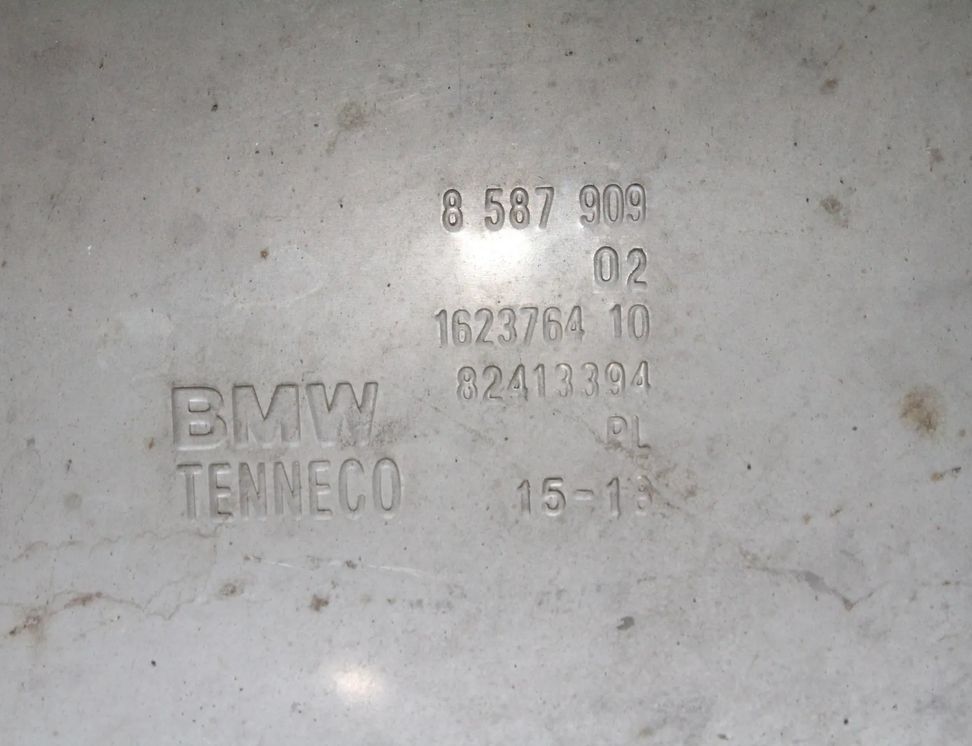 8 587 909
02
1623764 10
82413394
BMW
PL
TENNECO